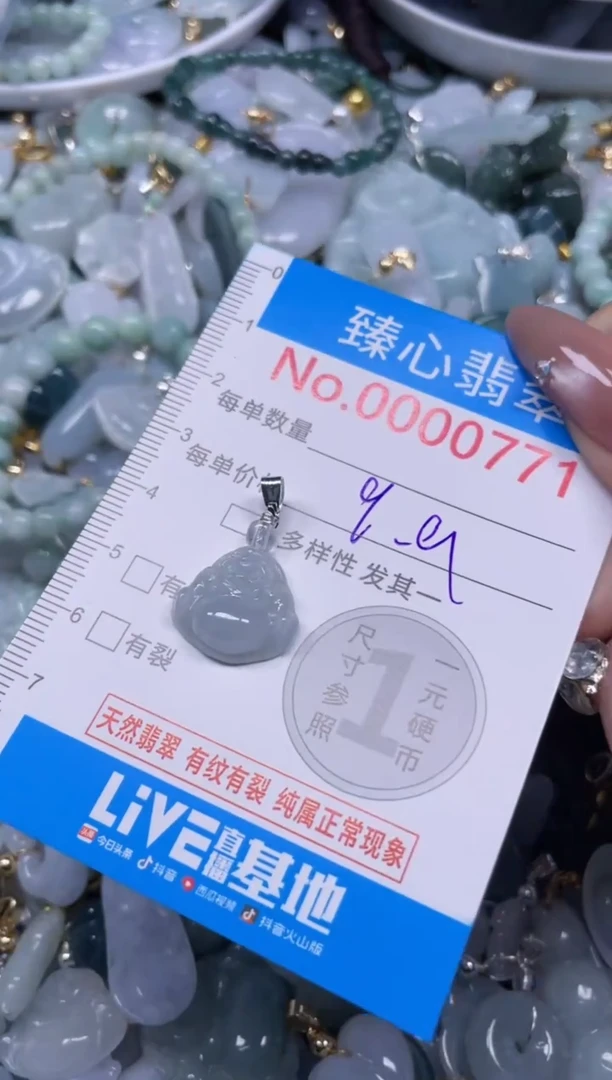 0
1
2
3
4
5
6
7
臻心翡翠
No.0000771
每单数量
每单价
9.9
多样性 发其一
有
有裂
尺寸参照
1
一元硬币
天然翡翠 有纹有裂 纯属正常现象
LiVE直播基地
今日头条 抖音 西瓜视频 抖音火山版